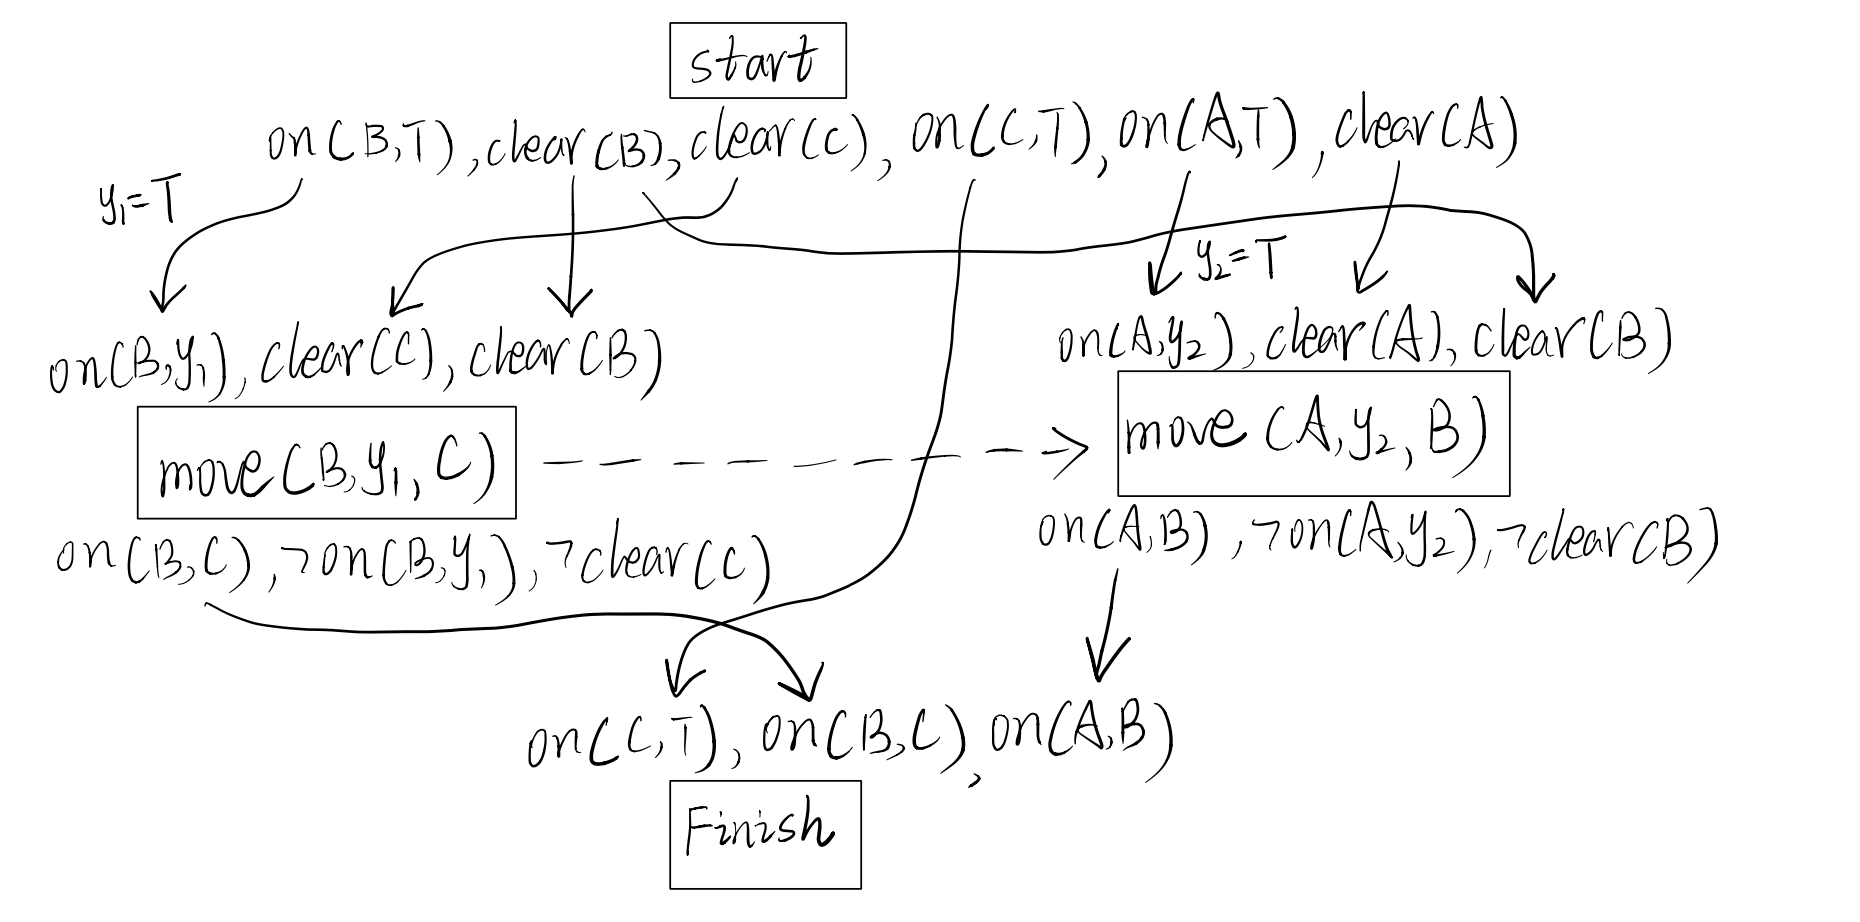 start
on(B,T), clear(B), clear(C), on(C,T), on(A,T), clear(A)
y₁=T
y₂=T
on(B,y₁), clear(C), clear(B)
on(A,y₂), clear(A), clear(B)
move(B,y₁,C)
move(A,y₂,B)
on(B,C), ¬on(B,y₁), ¬clear(C)
on(A,B), ¬on(A,y₂), ¬clear(B)
on(C,T), on(B,C), on(A,B)
Finish